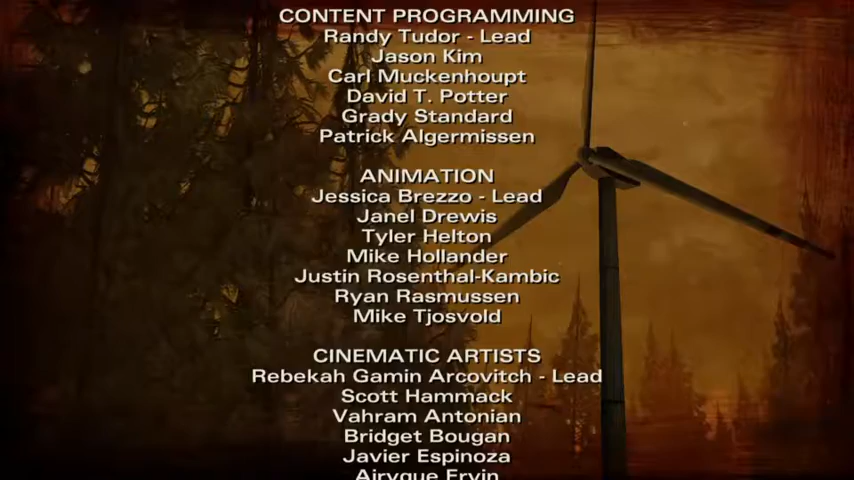 CONTENT PROGRAMMING
Randy Tudor - Lead
Jason Kim
Carl Muckenhoupt
David T. Potter
Grady Standard
Patrick Algermissen
ANIMATION
Jessica Brezzo - Lead
Janel Drewis
Tyler Helton
Mike Hollander
Justin Rosenthal-Kambic
Ryan Rasmussen
Mike Tjosvold
CINEMATIC ARTISTS
Rebekah Gamin Arcovitch - Lead
Scott Hammack
Vahram Antonian
Bridget Bougan
Javier Espinoza